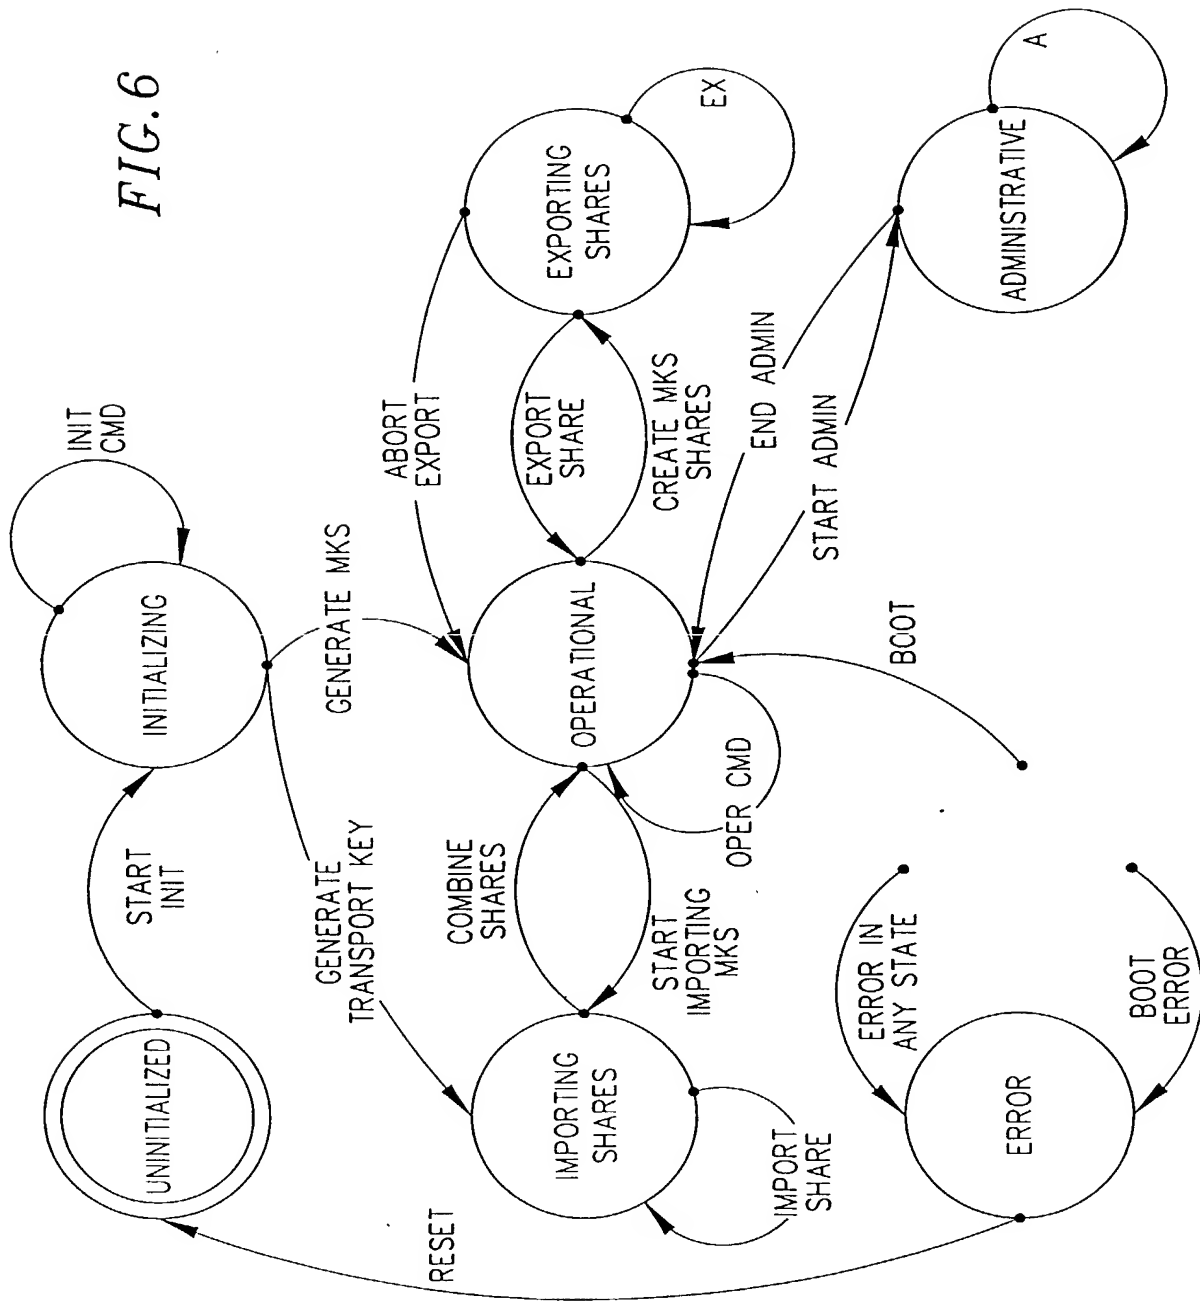 UNINITIALIZED
START
INIT
INITIALIZING
INIT
CMD
FIG. 6
RESET
GENERATE
TRANSPORT KEY
GENERATE MKS
ABORT
EXPORT
IMPORTING
SHARES
COMBINE
SHARES
START
IMPORTING
MKS
OPERATIONAL
EXPORT
SHARE
CREATE MKS
SHARES
EXPORTING
SHARES
EX
IMPORT
SHARE
OPER CMD
END ADMIN
START ADMIN
BOOT
ERROR
ERROR IN
ANY STATE
BOOT
ERROR
ADMINISTRATIVE
A